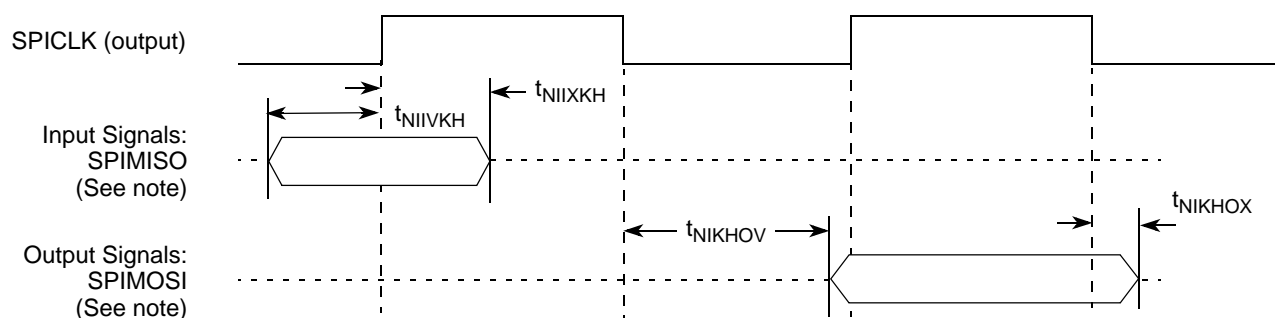 SPICLK (output)
tNIIXKH
tNIIVKH
Input Signals:
SPIMISO
(See note)
tNIKHOX
tNIKHOV
Output Signals:
SPIMOSI
(See note)